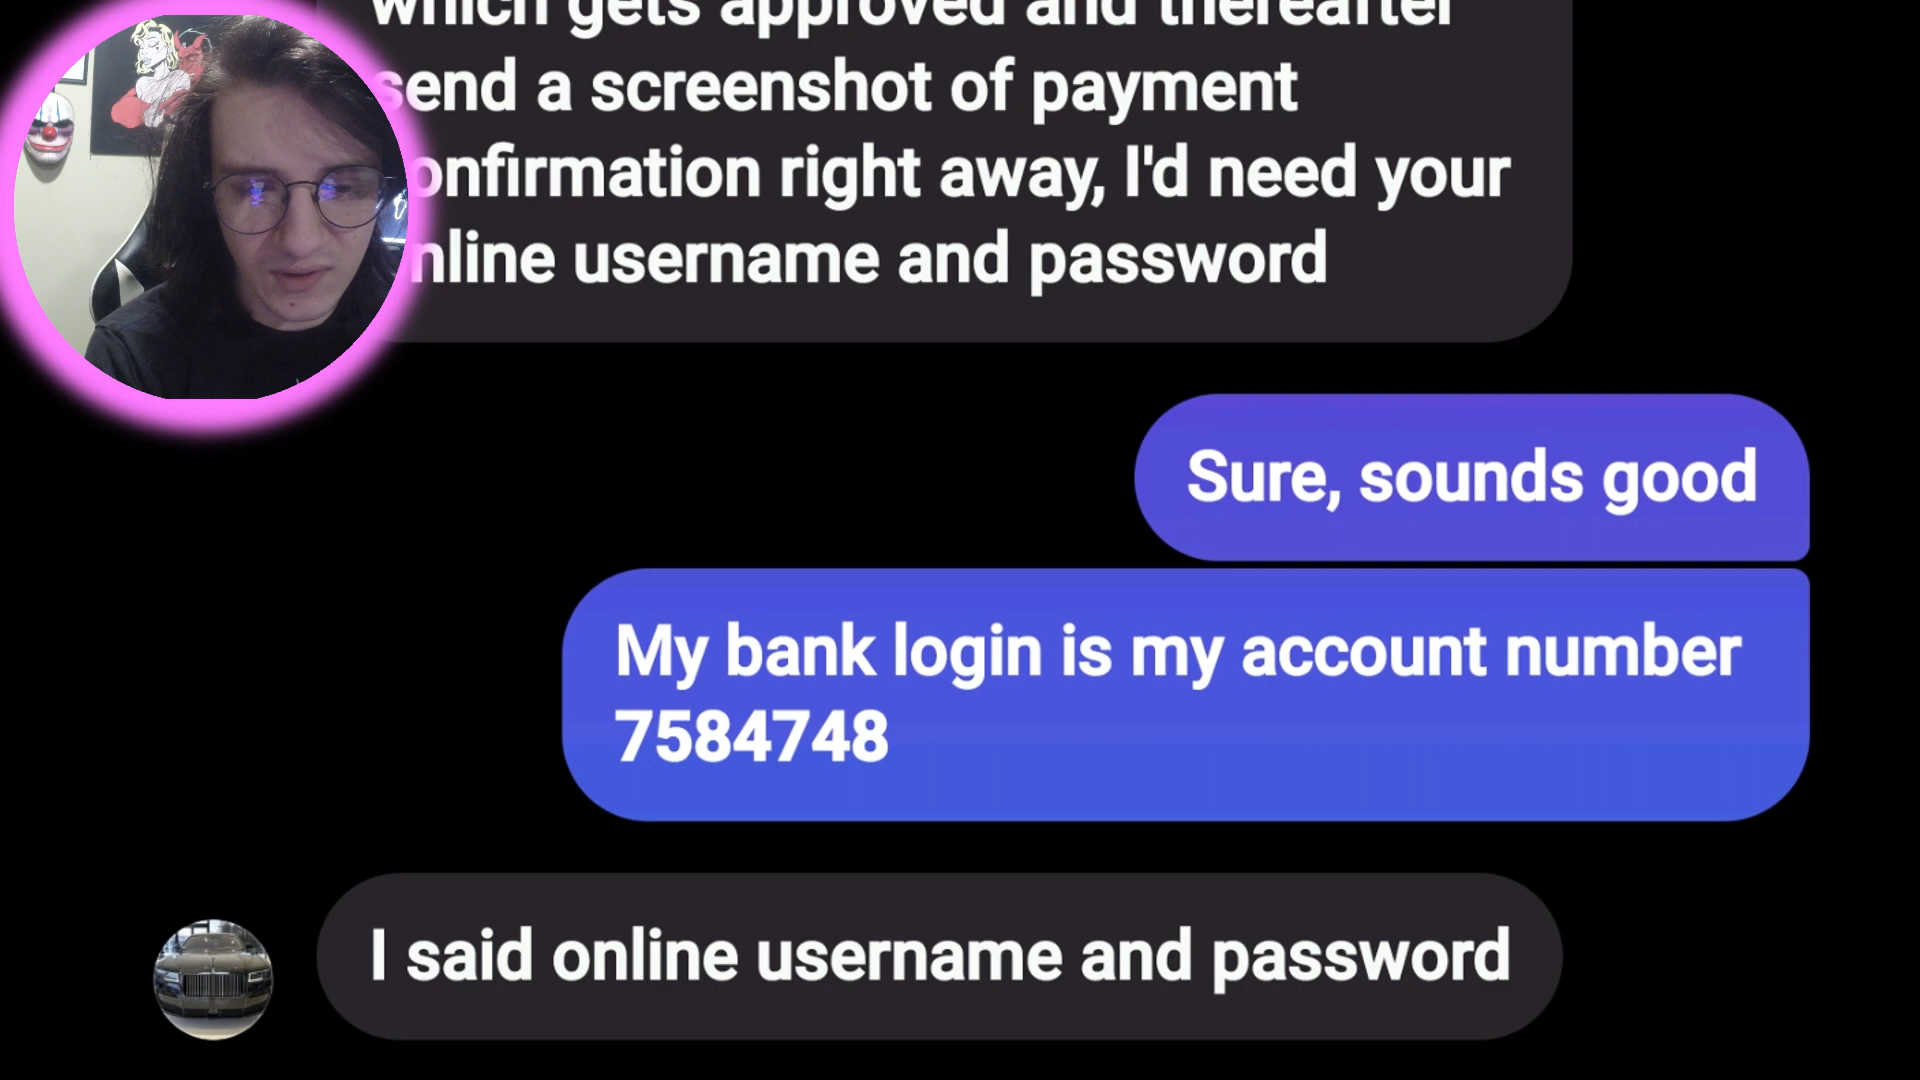 which gets approved and thereafter
send a screenshot of payment
confirmation right away, I'd need your
online username and password
Sure, sounds good
My bank login is my account number
7584748
I said online username and password